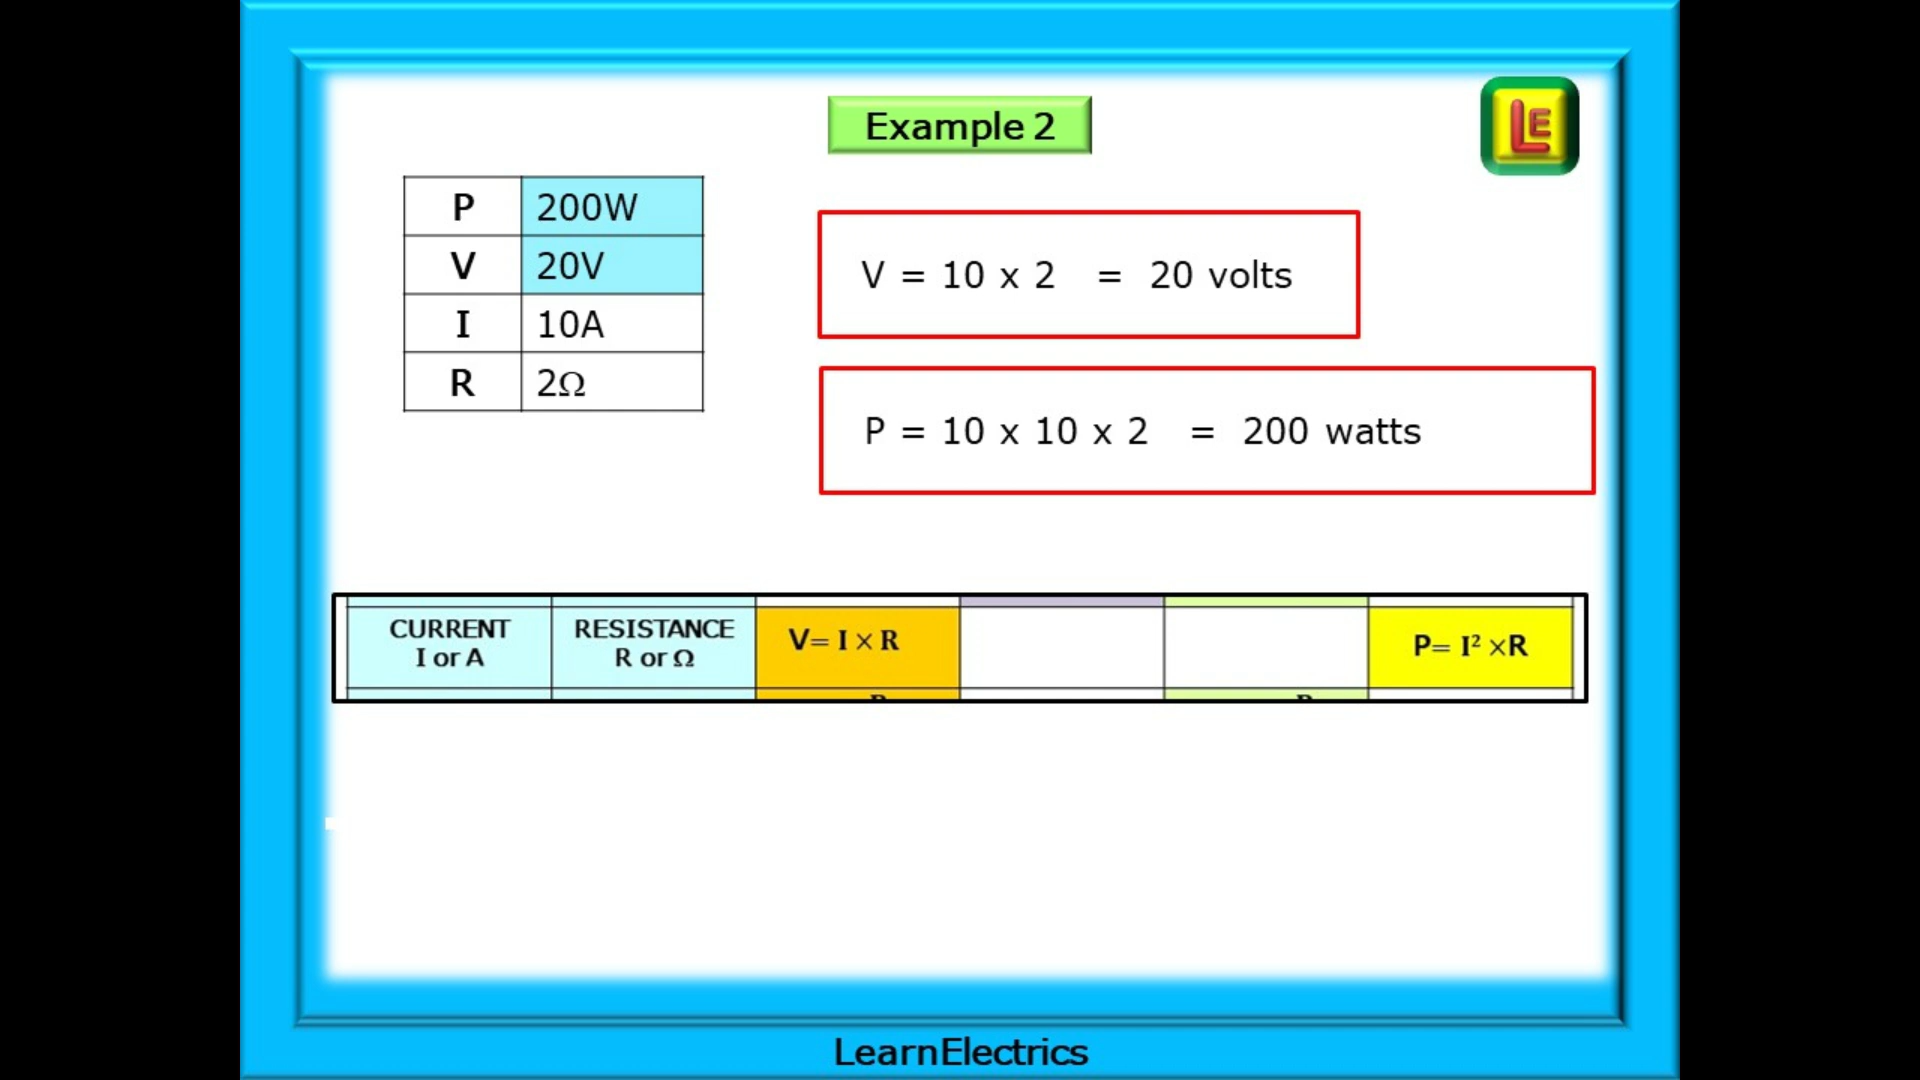 Example 2
LE
P 200W
V 20V
I 10A
R 2Ω
V = 10 x 2 = 20 volts
P = 10 x 10 x 2 = 200 watts
CURRENT
I or A
RESISTANCE
R or Ω
V= I × R
P= I² ×R
LearnElectrics